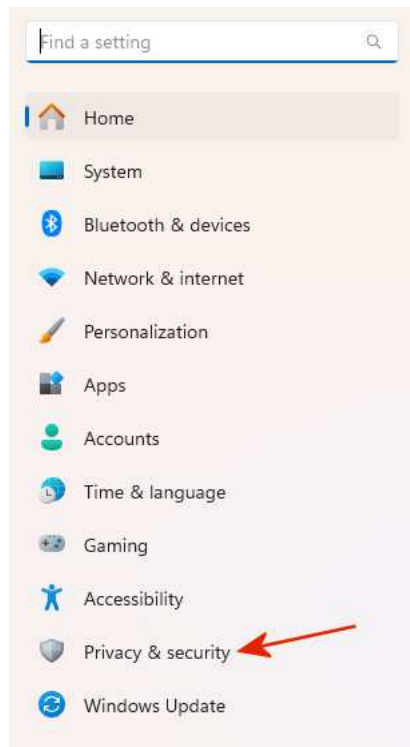 Find a setting
Home
System
Bluetooth & devices
Network & internet
Personalization
Apps
Accounts
Time & language
Gaming
Accessibility
Privacy & security
Windows Update